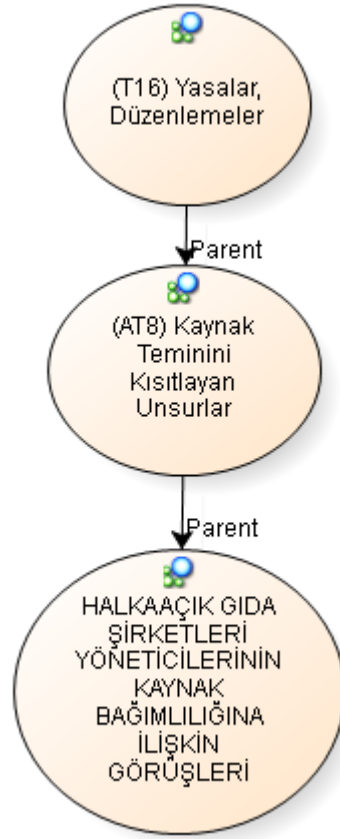 (T16) Yasalar,
Düzenlemeler
Parent
(AT8) Kaynak
Teminini
Kısıtlayan
Unsurlar
Parent
HALKAAÇIK GIDA
ŞİRKETLERİ
YÖNETİCİLERİNİN
KAYNAK
BAĞIMLILIĞINA
İLİŞKİN
GÖRÜŞLERİ